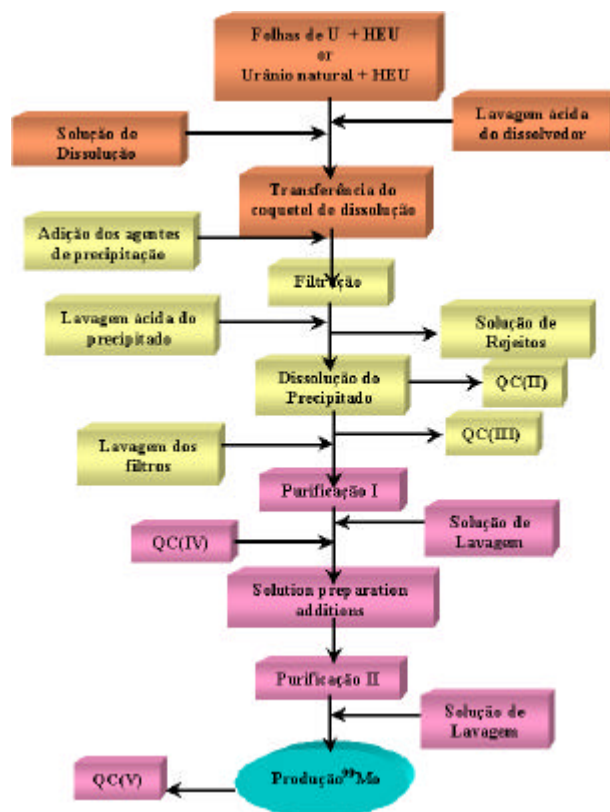 Folhas de U + HEU
or
Urânio natural + HEU
Solução de
Dissolução
Lavagem ácida
do dissolvedor
Transferência do
coquetel de dissolução
Adição dos agentes
de precipitação
Filtração
Lavagem ácida do
precipitado
Solução de
Rejeitos
Dissolução do
Precipitado
QC(II)
QC(III)
Lavagem dos
filtros
Purificação I
Solução de
Lavagem
QC(IV)
Solution preparation
additions
Purificação II
Solução de
Lavagem
Produção⁹⁹Mo
QC(V)